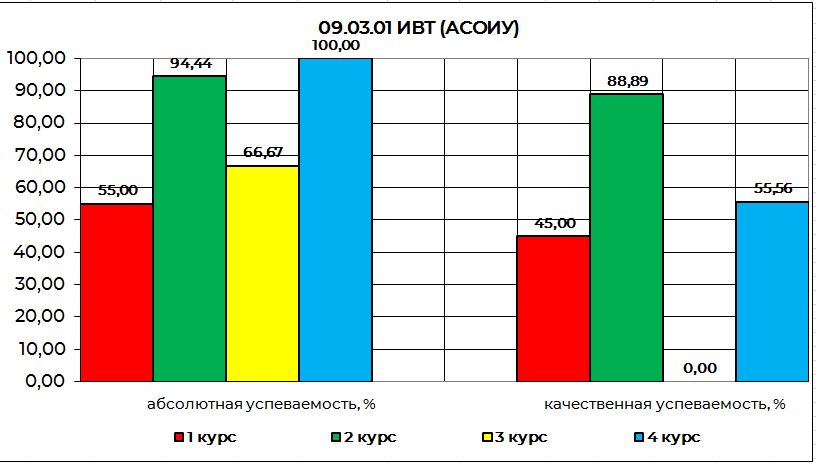 09.03.01 ИВТ (АСОИУ)
100,00
90,00
80,00
70,00
60,00
50,00
40,00
30,00
20,00
10,00
0,00
55,00
94,44
66,67
100,00
45,00
88,89
0,00
55,56
абсолютная успеваемость, %
качественная успеваемость, %
1 курс
2 курс
3 курс
4 курс